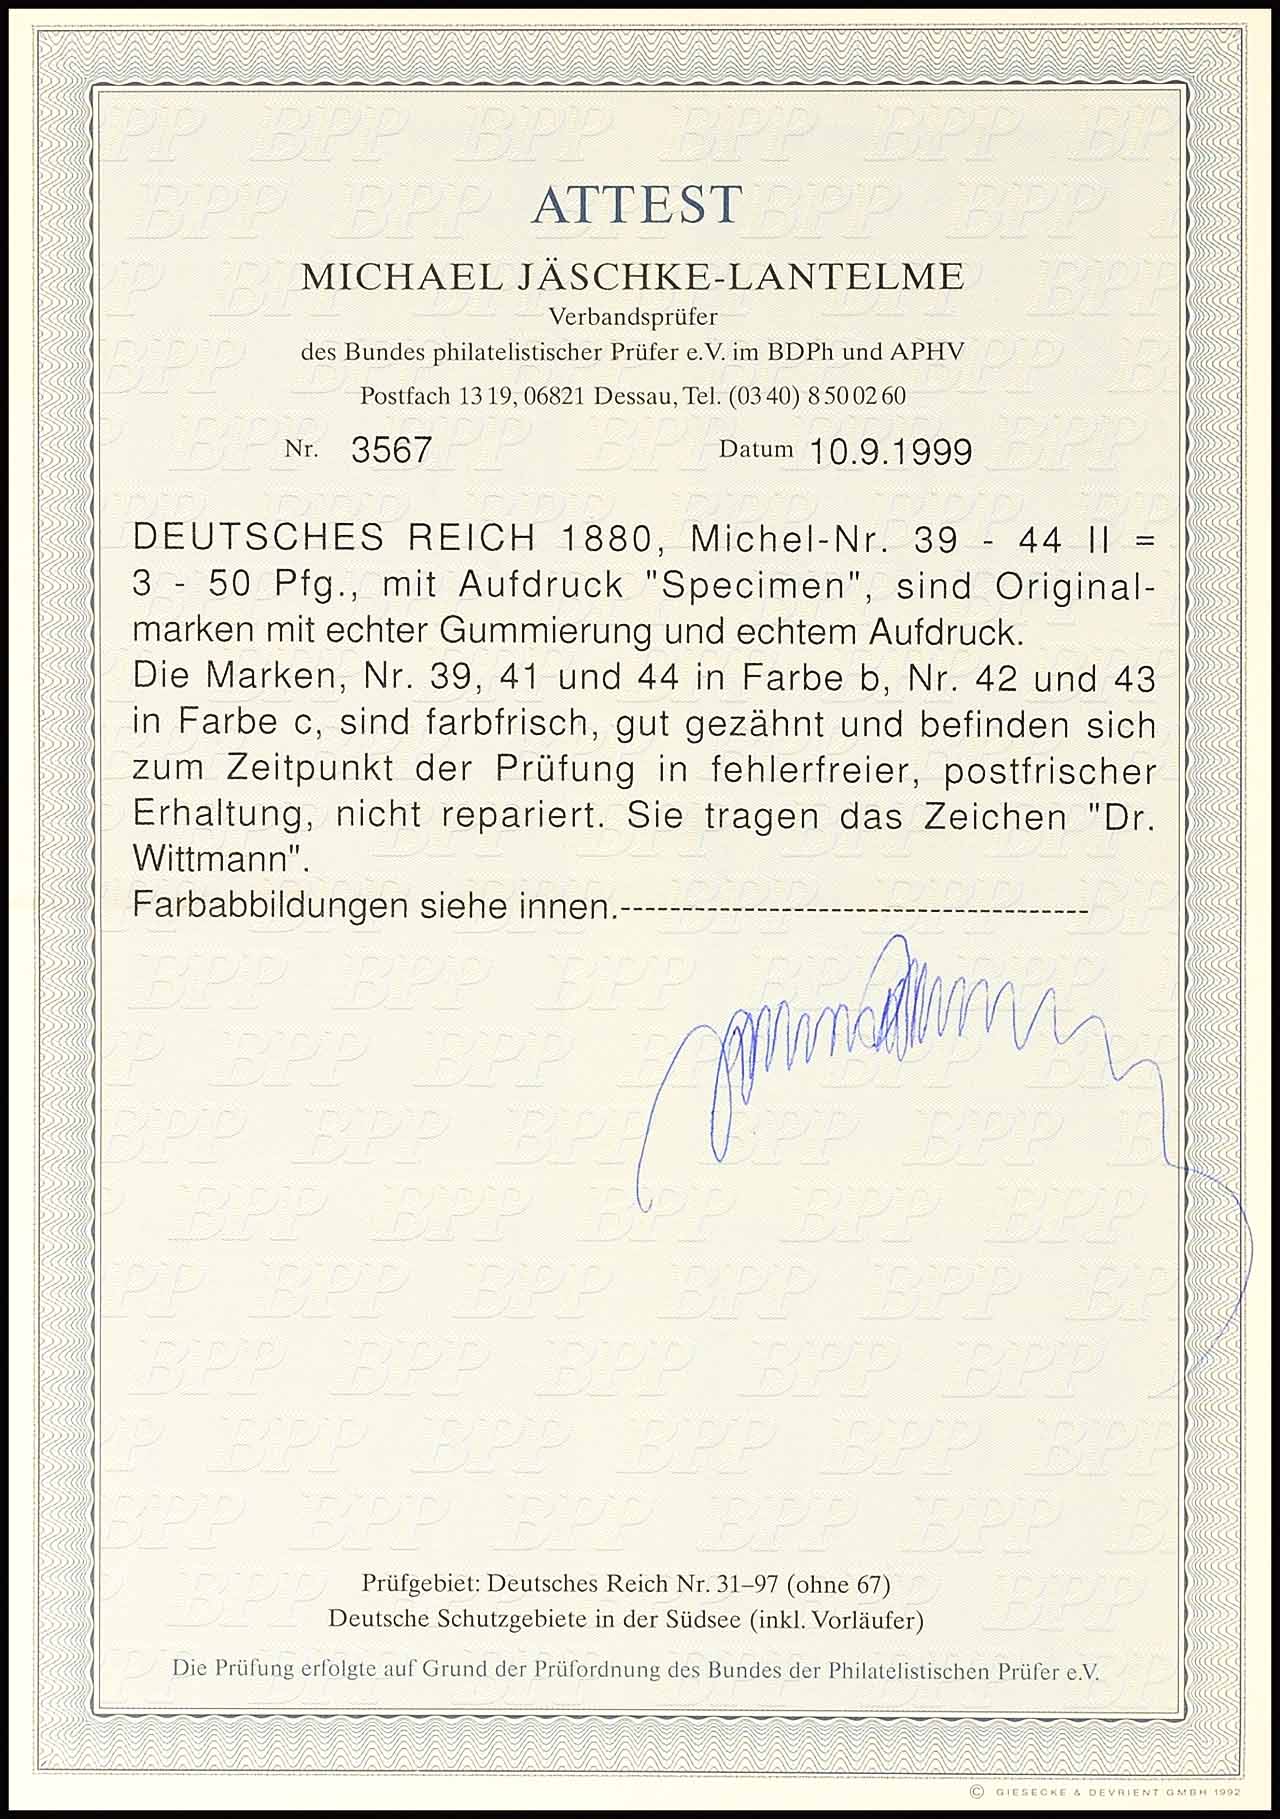 ATTEST
MICHAEL JÄSCHKE-LANTELME
Verbandsprüfer
des Bundes philatelistischer Prüfer e.V. im BDPh und APHV
Postfach 13 19, 06821 Dessau, Tel. (03 40) 8 50 02 60
Nr. 3567 Datum 10.9.1999
DEUTSCHES REICH 1880, Michel-Nr. 39 - 44 II =
3 - 50 Pfg., mit Aufdruck "Specimen", sind Original-
marken mit echter Gummierung und echtem Aufdruck.
Die Marken, Nr. 39, 41 und 44 in Farbe b, Nr. 42 und 43
in Farbe c, sind farbfrisch, gut gezähnt und befinden sich
zum Zeitpunkt der Prüfung in fehlerfreier, postfrischer
Erhaltung, nicht repariert. Sie tragen das Zeichen "Dr.
Wittmann".
Farbabbildungen siehe innen.---------------------------------------
Prüfgebiet: Deutsches Reich Nr. 31–97 (ohne 67)
Deutsche Schutzgebiete in der Südsee (inkl. Vorläufer)
Die Prüfung erfolgte auf Grund der Prüfordnung des Bundes der Philatelistischen Prüfer e.V.
© GIESECKE & DEVRIENT GMBH 1992